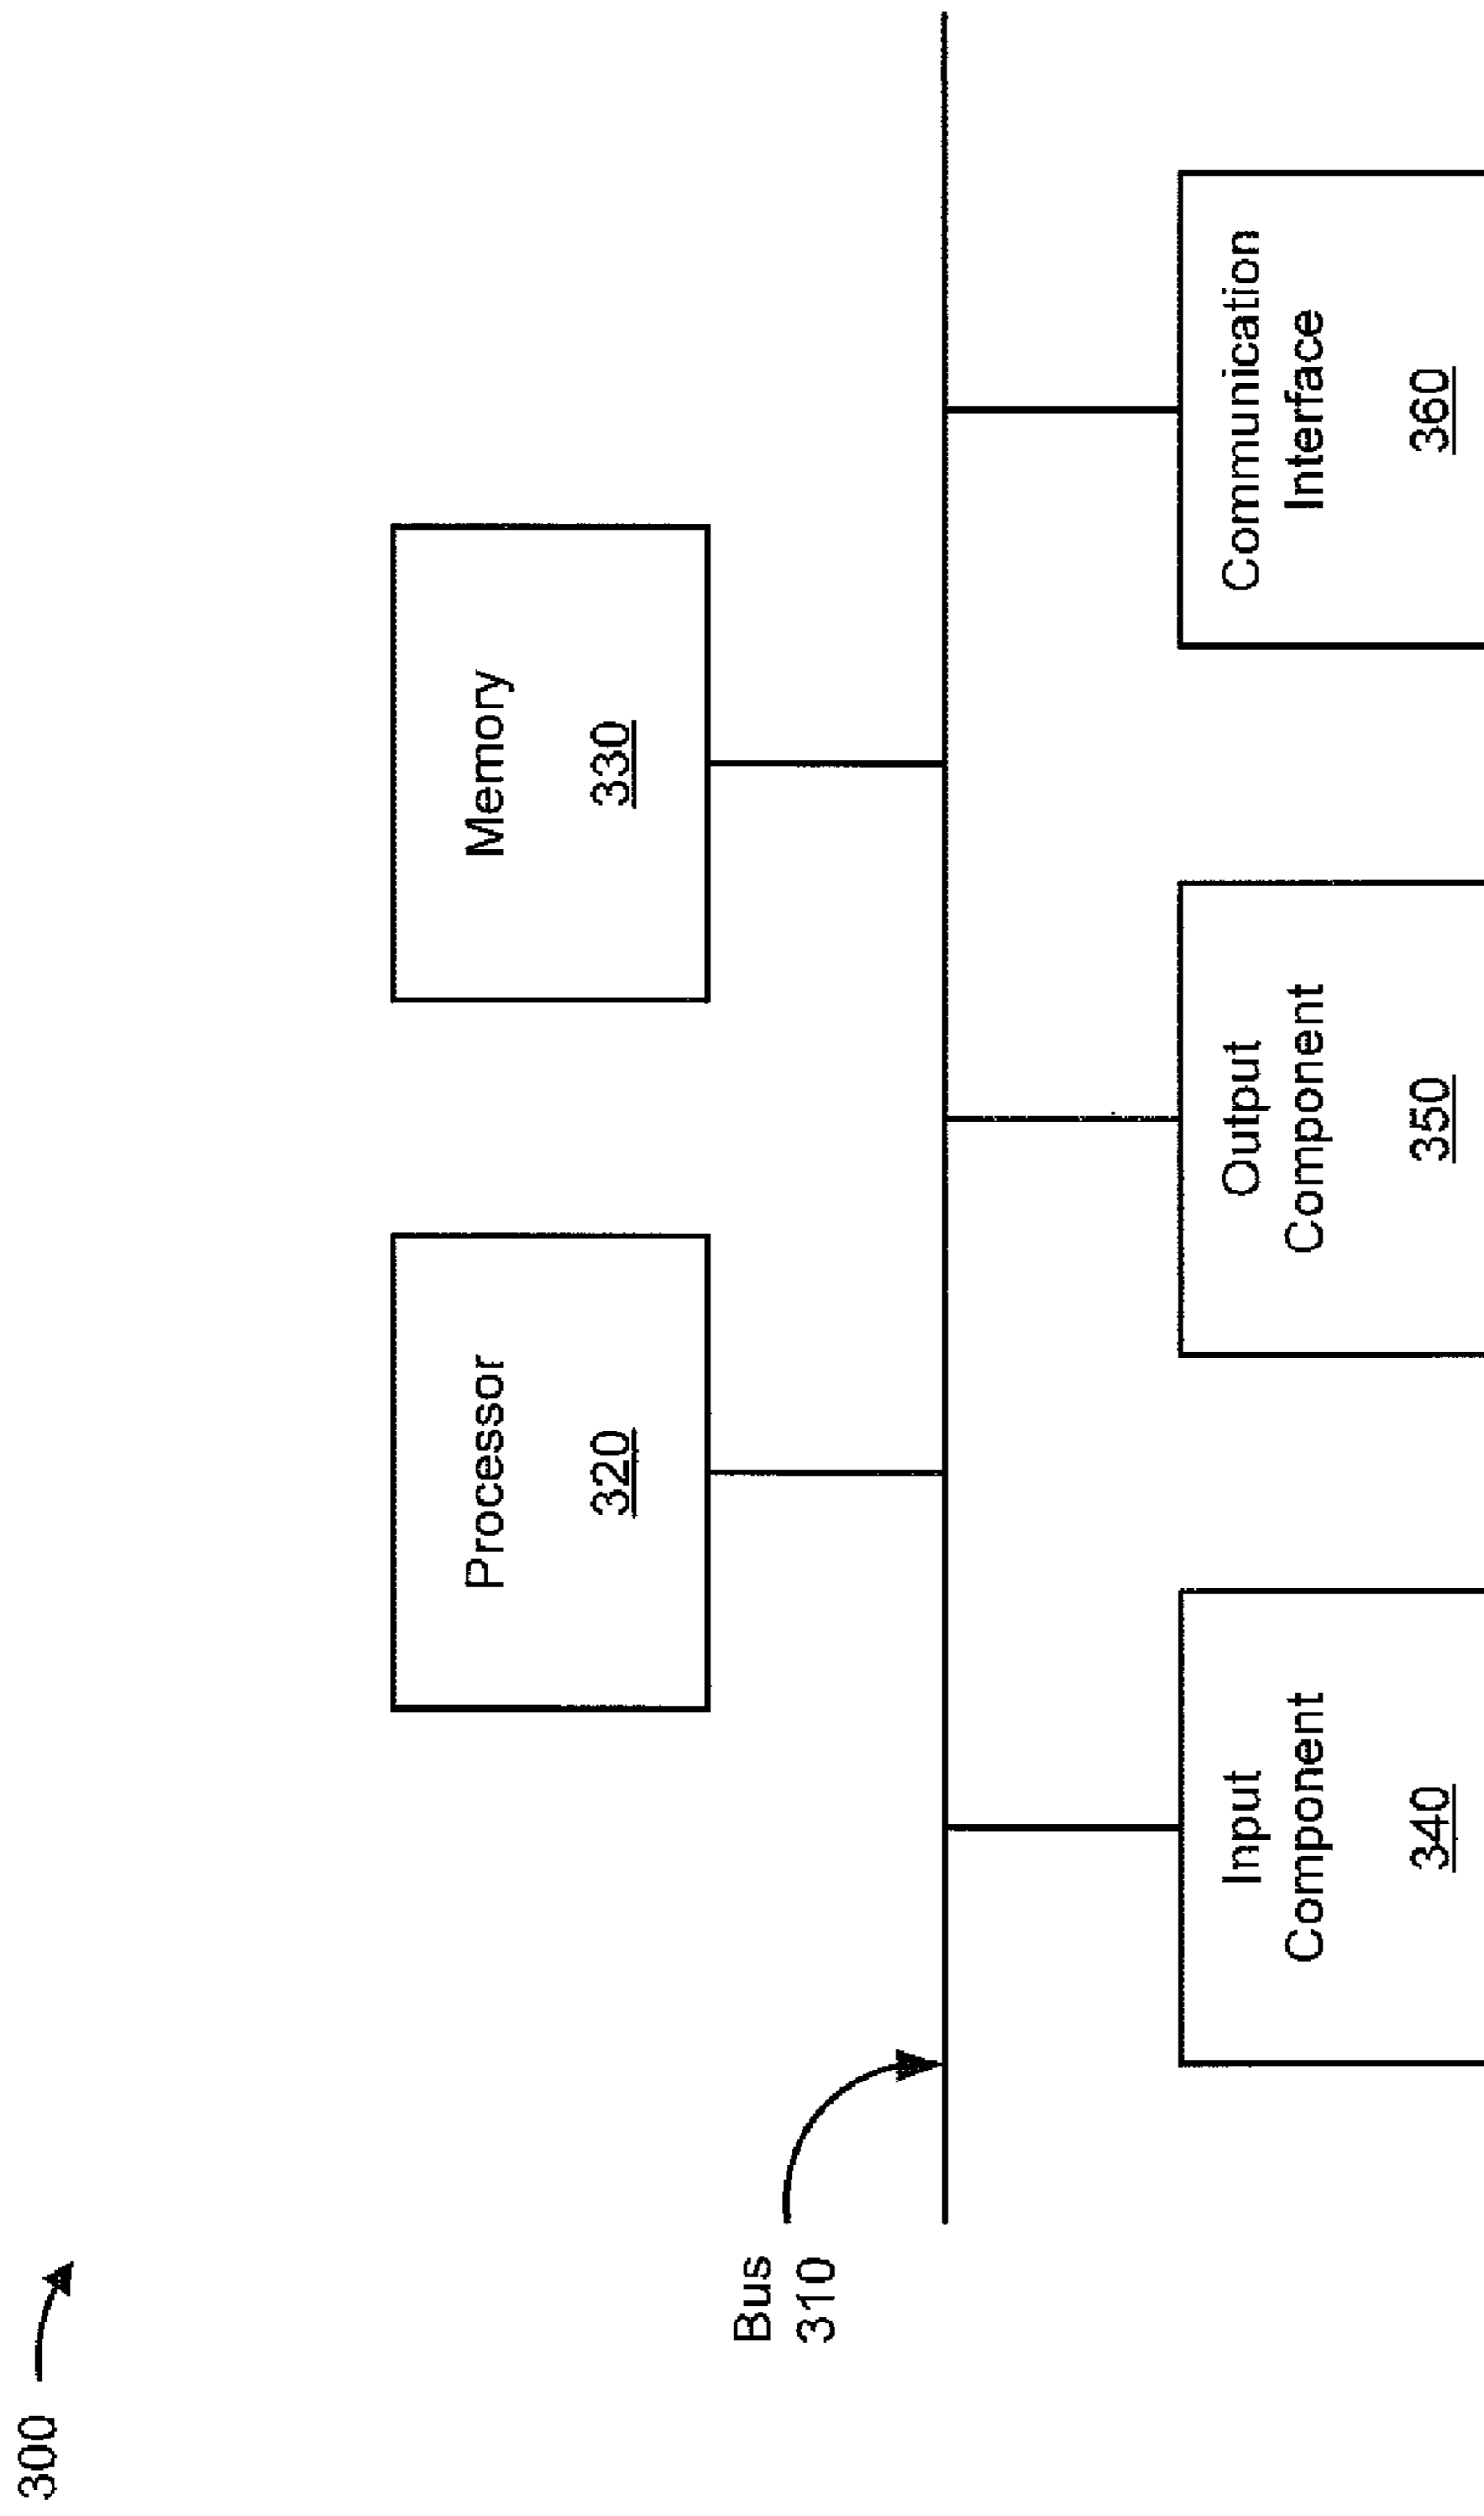 300
Processor
320
Memory
330
Bus
310
Input
Component
340
Output
Component
350
Communication
Interface
360